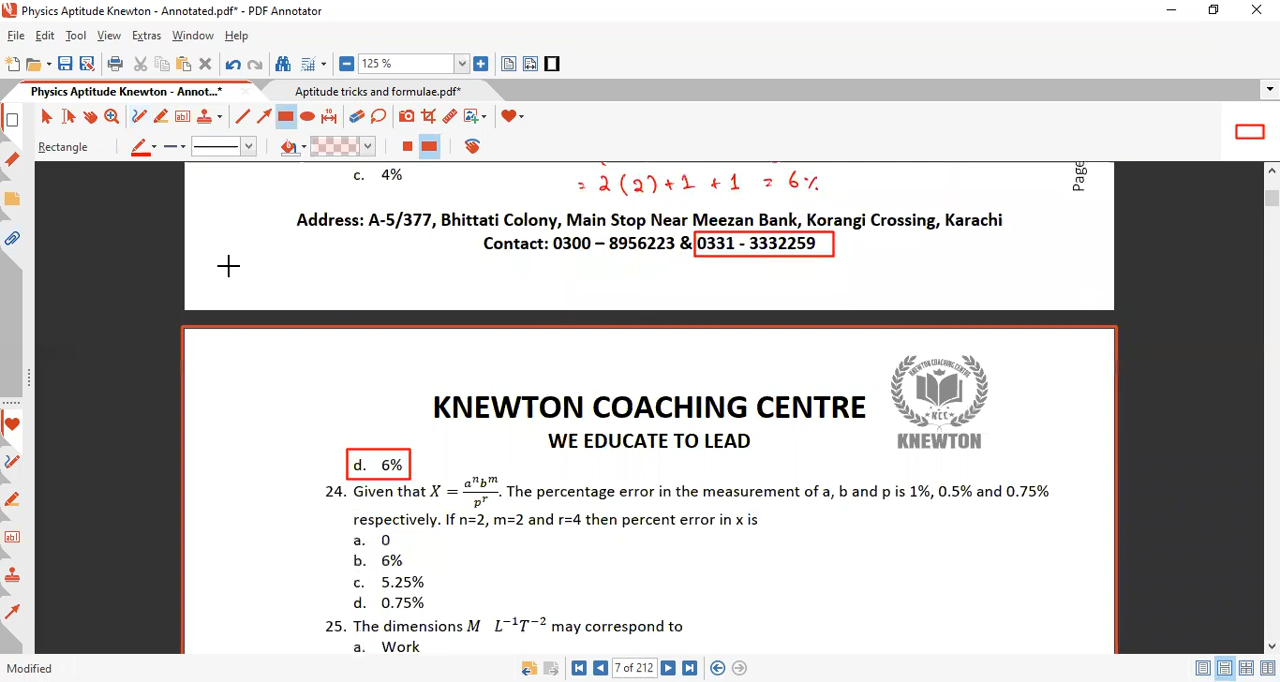 Physics Aptitude Knewton - Annotated.pdf* - PDF Annotator
File Edit Tool View Extras Window Help
125 %
Physics Aptitude Knewton - Annot...* Aptitude tricks and formulae.pdf*
Rectangle
c. 4%
= 2 (2) + 1 + 1 = 6%
Page
Address: A-5/377, Bhittati Colony, Main Stop Near Meezan Bank, Korangi Crossing, Karachi
Contact: 0300 – 8956223 & 0331 - 3332259
KNEWTON COACHING CENTRE
WE EDUCATE TO LEAD
KNEWTON COACHING CENTRE
NCC
KNEWTON
d. 6%
24. Given that X = aⁿbᵐ/pʳ. The percentage error in the measurement of a, b and p is 1%, 0.5% and 0.75%
respectively. If n=2, m=2 and r=4 then percent error in x is
a. 0
b. 6%
c. 5.25%
d. 0.75%
25. The dimensions M L⁻¹T⁻² may correspond to
a. Work
Modified
7 of 212